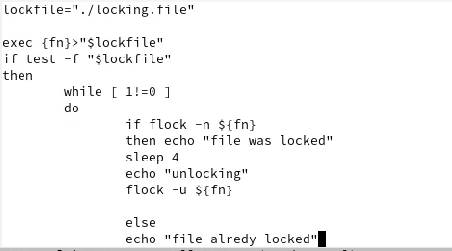 lockfile="./locking.file"
exec {fn}>"$lockfile"
if test -f "$lockfile"
then
while [ 1!=0 ]
do
if flock -n ${fn}
then echo "file was locked"
sleep 4
echo "unlocking"
flock -u ${fn}
else
echo "file alredy locked"